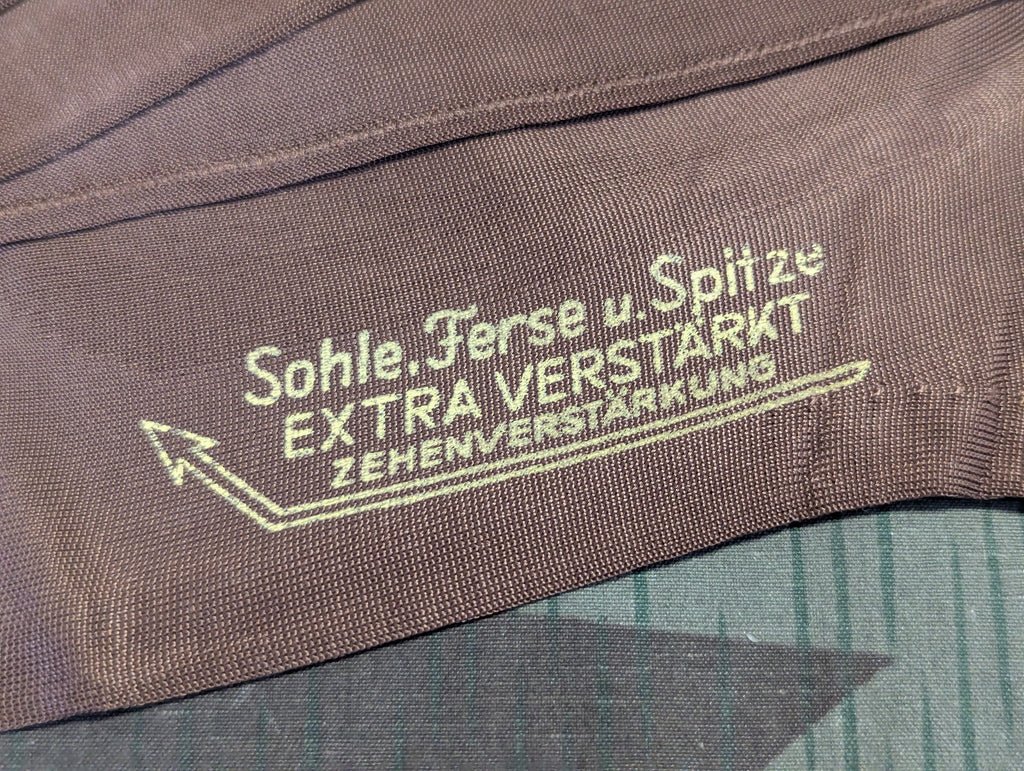 Sohle. Ferse u. Spitze
EXTRA VERSTÄRKT
ZEHENVERSTÄRKUNG